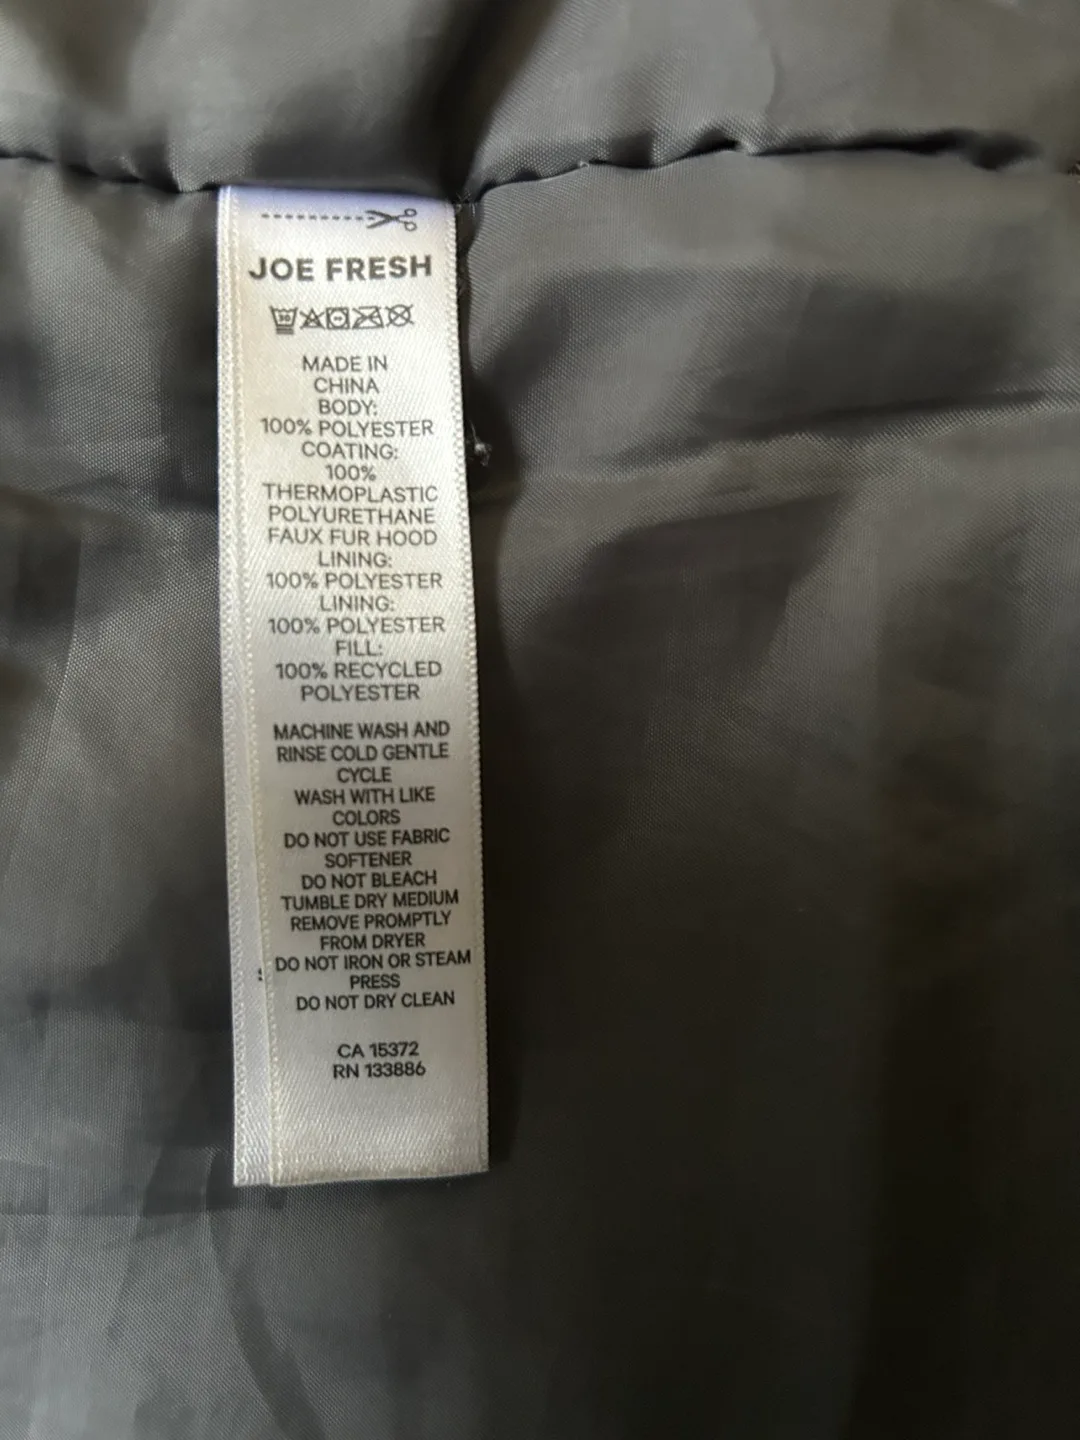 JOE FRESH
30
MADE IN
CHINA
BODY:
100% POLYESTER
COATING:
100%
THERMOPLASTIC
POLYURETHANE
FAUX FUR HOOD
LINING:
100% POLYESTER
LINING:
100% POLYESTER
FILL:
100% RECYCLED
POLYESTER
MACHINE WASH AND
RINSE COLD GENTLE
CYCLE
WASH WITH LIKE
COLORS
DO NOT USE FABRIC
SOFTENER
DO NOT BLEACH
TUMBLE DRY MEDIUM
REMOVE PROMPTLY
FROM DRYER
DO NOT IRON OR STEAM
PRESS
DO NOT DRY CLEAN
CA 15372
RN 133886